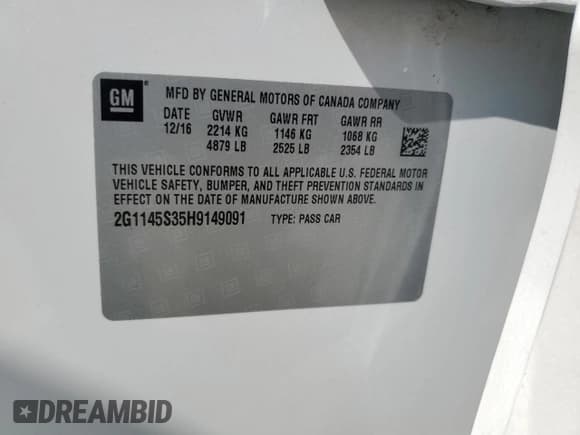 GM
MFD BY GENERAL MOTORS OF CANADA COMPANY
DATE GVWR GAWR FRT GAWR RR
12/16 2214 KG 1146 KG 1068 KG
4879 LB 2525 LB 2354 LB
THIS VEHICLE CONFORMS TO ALL APPLICABLE U.S. FEDERAL MOTOR
VEHICLE SAFETY, BUMPER, AND THEFT PREVENTION STANDARDS IN
EFFECT ON THE DATE OF MANUFACTURE SHOWN ABOVE.
2G1145S35H9149091 TYPE: PASS CAR
DREAMBID